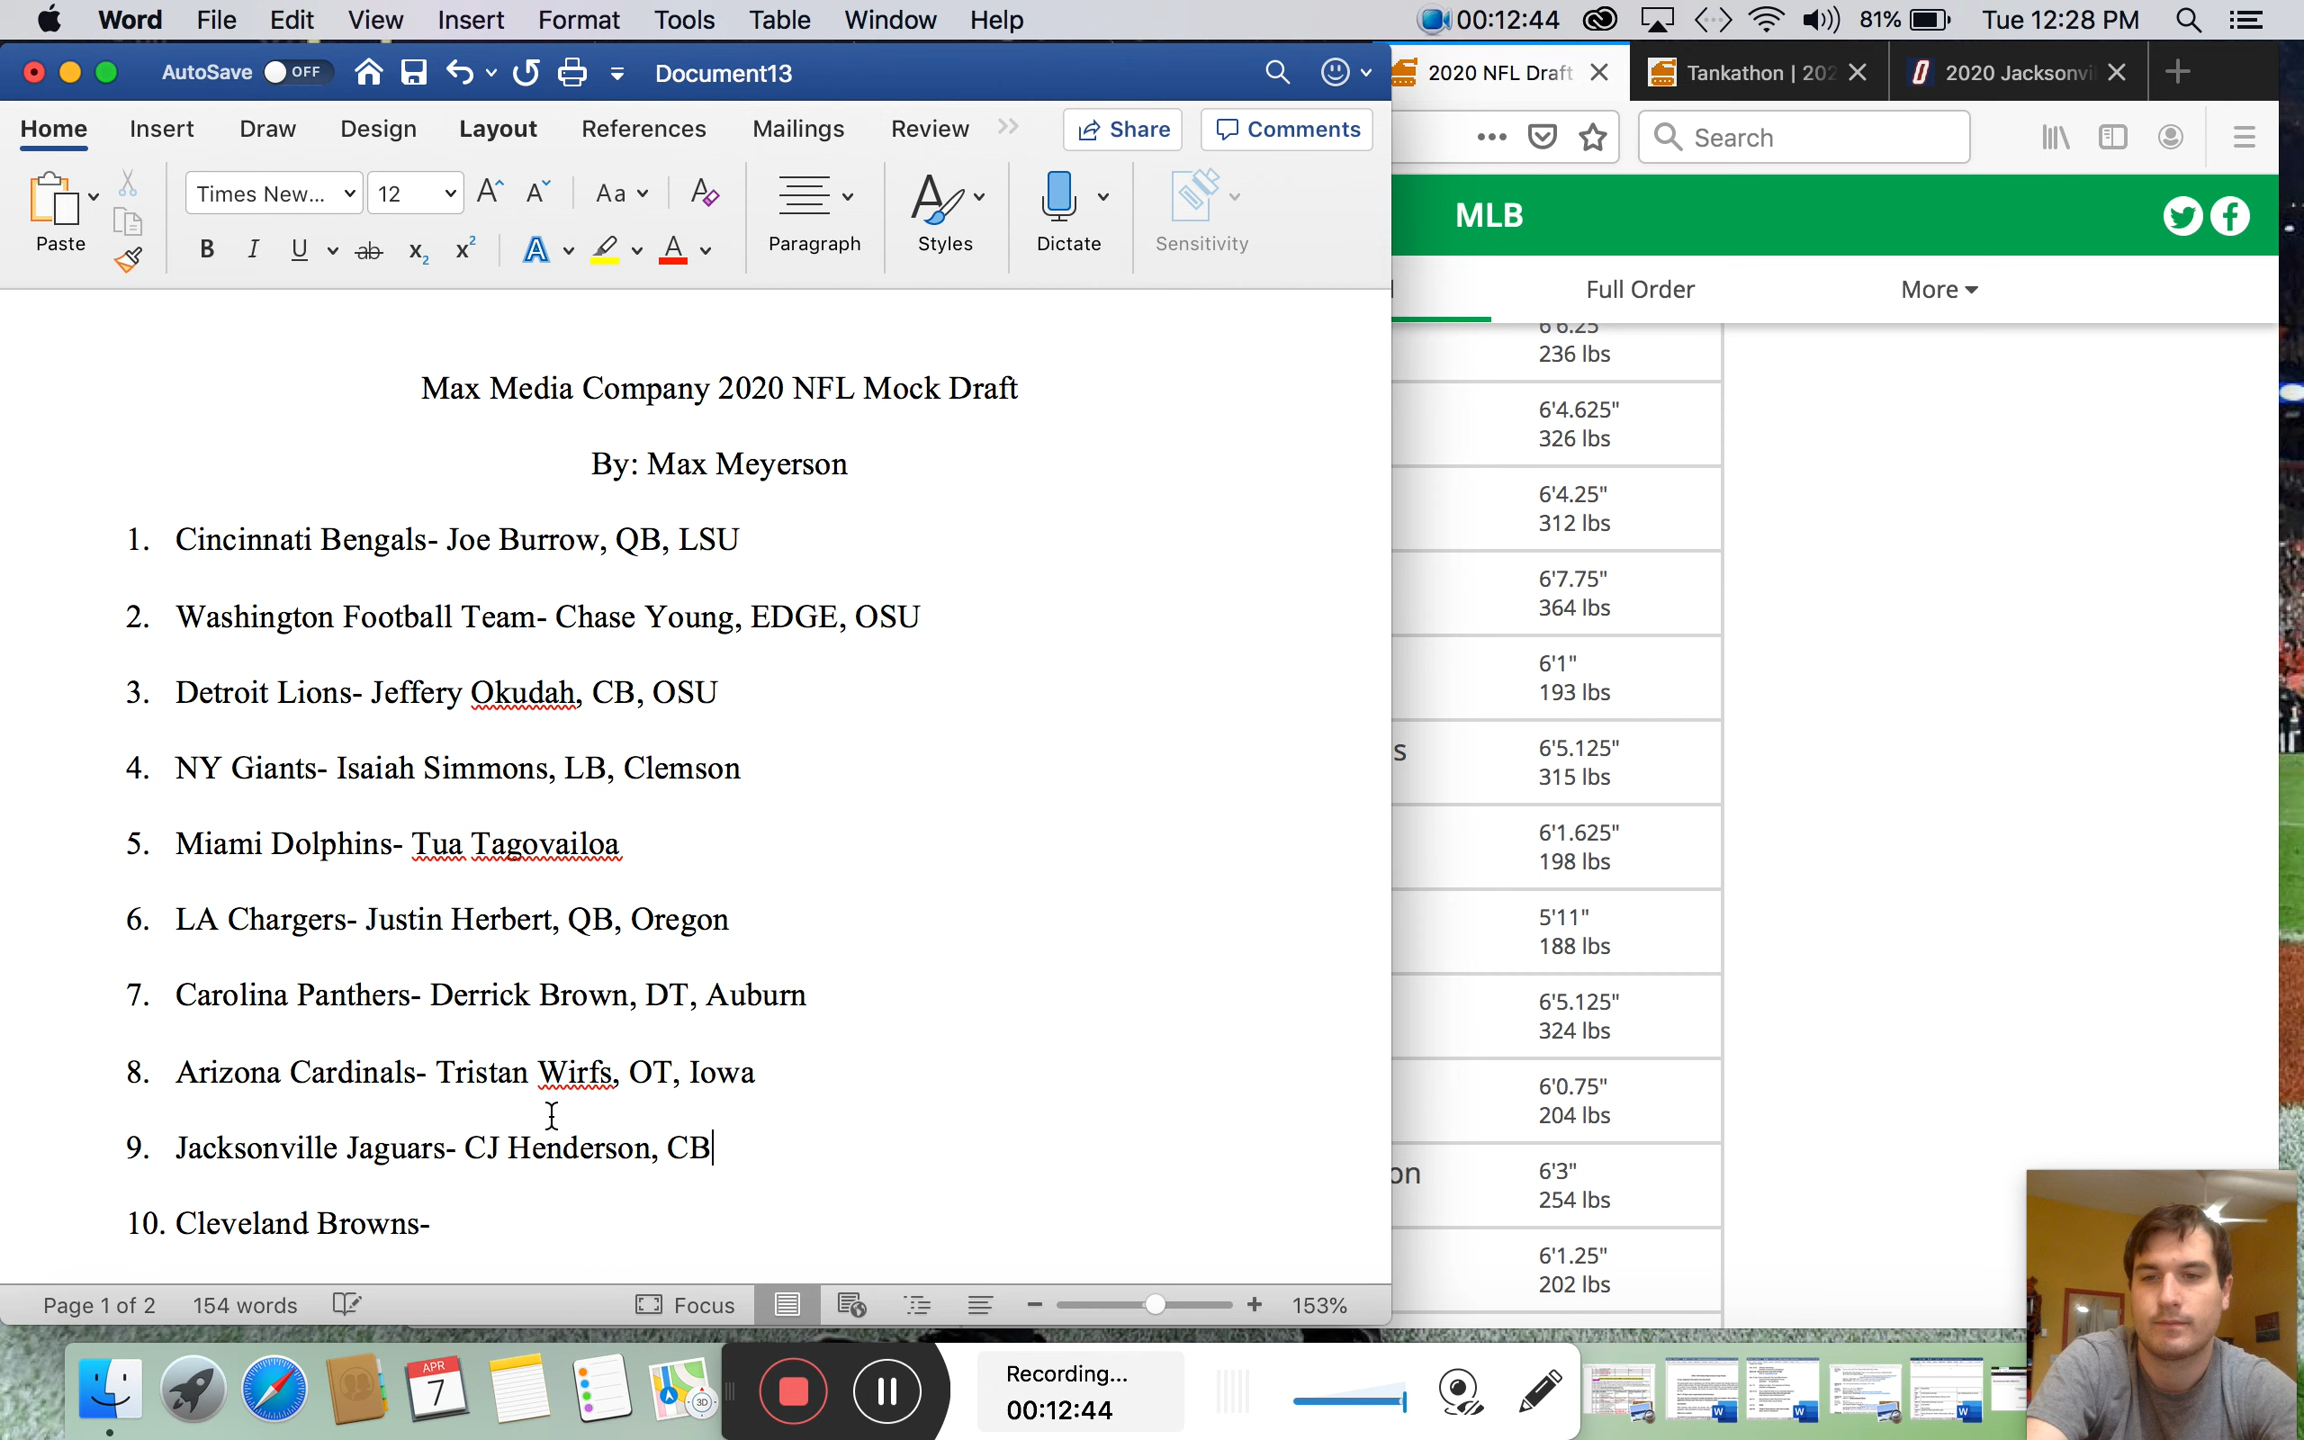 Word File Edit View Insert Format Tools Table Window Help 00:12:44 81% Tue 12:28 PM
AutoSave OFF Document13
2020 NFL Draft Tankathon | 202 2020 Jacksonvil
Home Insert Draw Design Layout References Mailings Review Share Comments
Search
Paste Times New... 12 Aa Paragraph Styles Dictate Sensitivity
B I U ab x₂ x² A A
MLB
Full Order More
Max Media Company 2020 NFL Mock Draft
By: Max Meyerson
1. Cincinnati Bengals- Joe Burrow, QB, LSU
2. Washington Football Team- Chase Young, EDGE, OSU
3. Detroit Lions- Jeffery Okudah, CB, OSU
4. NY Giants- Isaiah Simmons, LB, Clemson
5. Miami Dolphins- Tua Tagovailoa
6. LA Chargers- Justin Herbert, QB, Oregon
7. Carolina Panthers- Derrick Brown, DT, Auburn
8. Arizona Cardinals- Tristan Wirfs, OT, Iowa
9. Jacksonville Jaguars- CJ Henderson, CB
10. Cleveland Browns-
6'6.25
236 lbs
6'4.625"
326 lbs
6'4.25"
312 lbs
6'7.75"
364 lbs
6'1"
193 lbs
s
6'5.125"
315 lbs
6'1.625"
198 lbs
5'11"
188 lbs
6'5.125"
324 lbs
6'0.75"
204 lbs
on
6'3"
254 lbs
6'1.25"
202 lbs
Page 1 of 2 154 words Focus 153%
APR
7
3D
Recording...
00:12:44